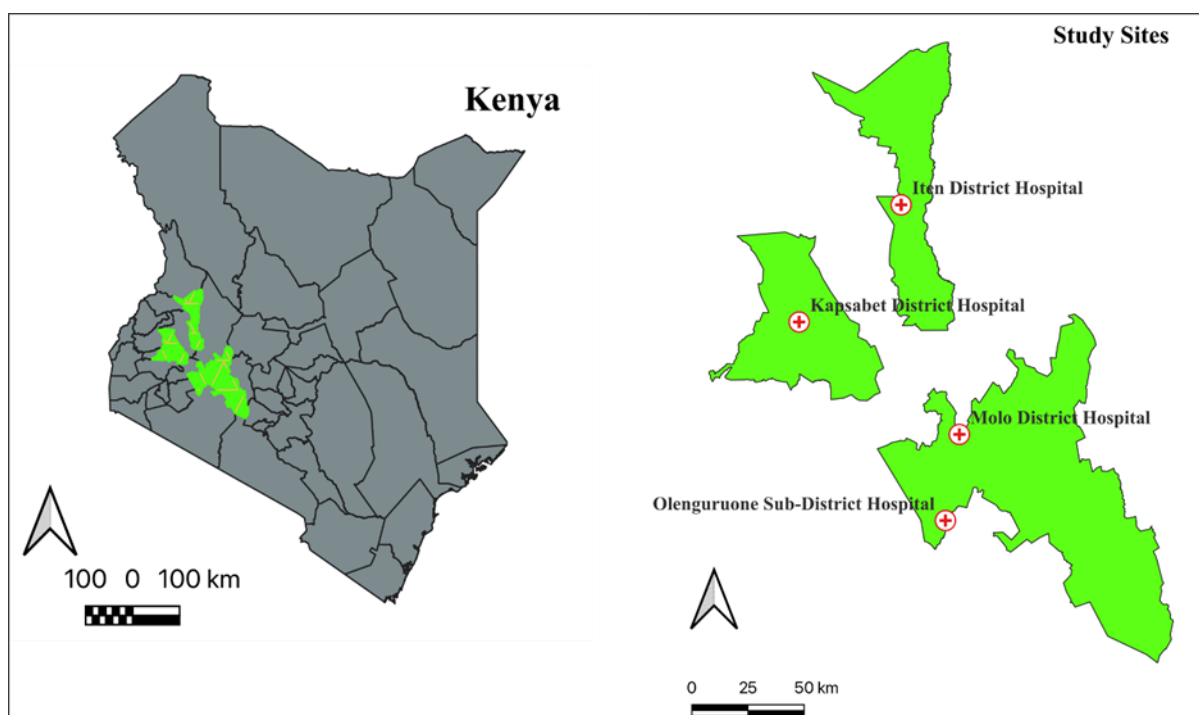 Kenya
100 0 100 km
Study Sites
Iten District Hospital
Kapsabet District Hospital
Molo District Hospital
Olenguruone Sub-District Hospital
0 25 50 km